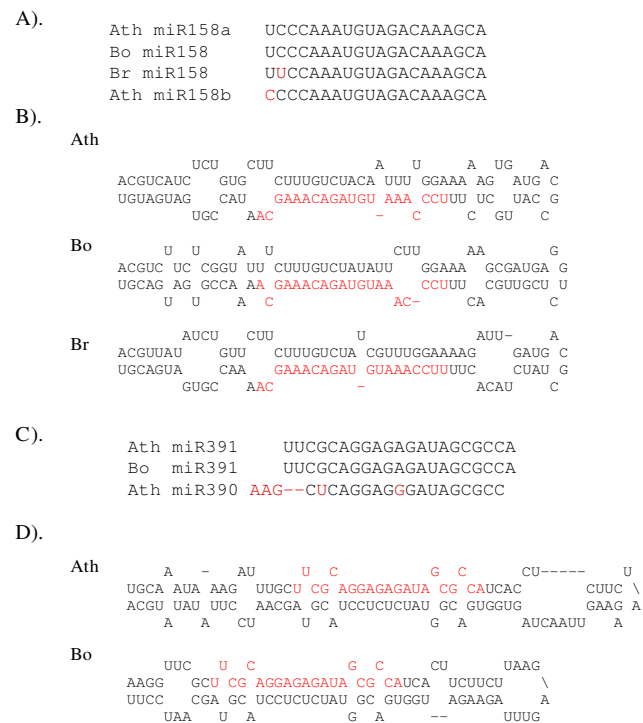 A).
Ath miR158a UCCCAAAUGUAGACAAAGCA
Bo miR158 UCCCAAAUGUAGACAAAGCA
Br miR158 UUCCAAAUGUAGACAAAGCA
Ath miR158b CCCCAAAUGUAGACAAAGCA
B).
Ath
UCU CUU A U A UG A
ACGUCAUC GUG CUUUGUCUACA UUU GGAAA AG AUG C
UGUAGUAG CAU GAAACAGAUGU AAA CCUUU UC UAC G
UGC AAC - C C GU C
Bo
U U A U CUU AA G
ACGUC UC CGGU UU CUUUGUCUAUAUU GGAAA GCGAUGA G
UGCAG AG GCCA AA GAAACAGAUGUAA CCUUU CGUUGCU U
U U A C AC- CA C
Br
AUCU CUU U AUU- A
ACGUUAU GUU CUUUGUCUA CGUUUGGAAAAG GAUG C
UGCAGUA CAA GAAACAGAU GUAAACCUUUUC CUAU G
GUGC AAC - ACAU C
C).
Ath miR391 UUCGCAGGAGAGAUAGCGCCA
Bo miR391 UUCGCAGGAGAGAUAGCGCCA
Ath miR390 AAG--CUCAGGAGGGAUAGCGCC
D).
Ath
A - AU U C G C CU----- U
UGCA AUA AAG UUGCU CG AGGAGAGAUA CG CAUCAC CUUC \
ACGU UAU UUC AACGA GC UCCUCUCUAU GC GUGGUG GAAG A
A A CU U A G A AUCAAUU A
Bo
UUC U C G C CU UAAG
AAGG GCU CG AGGAGAGAUA CG CAUCA UCUUCU \
UUCC CGA GC UCCUCUCUAU GC GUGGU AGAAGA A
UAA U A G A -- UUUG